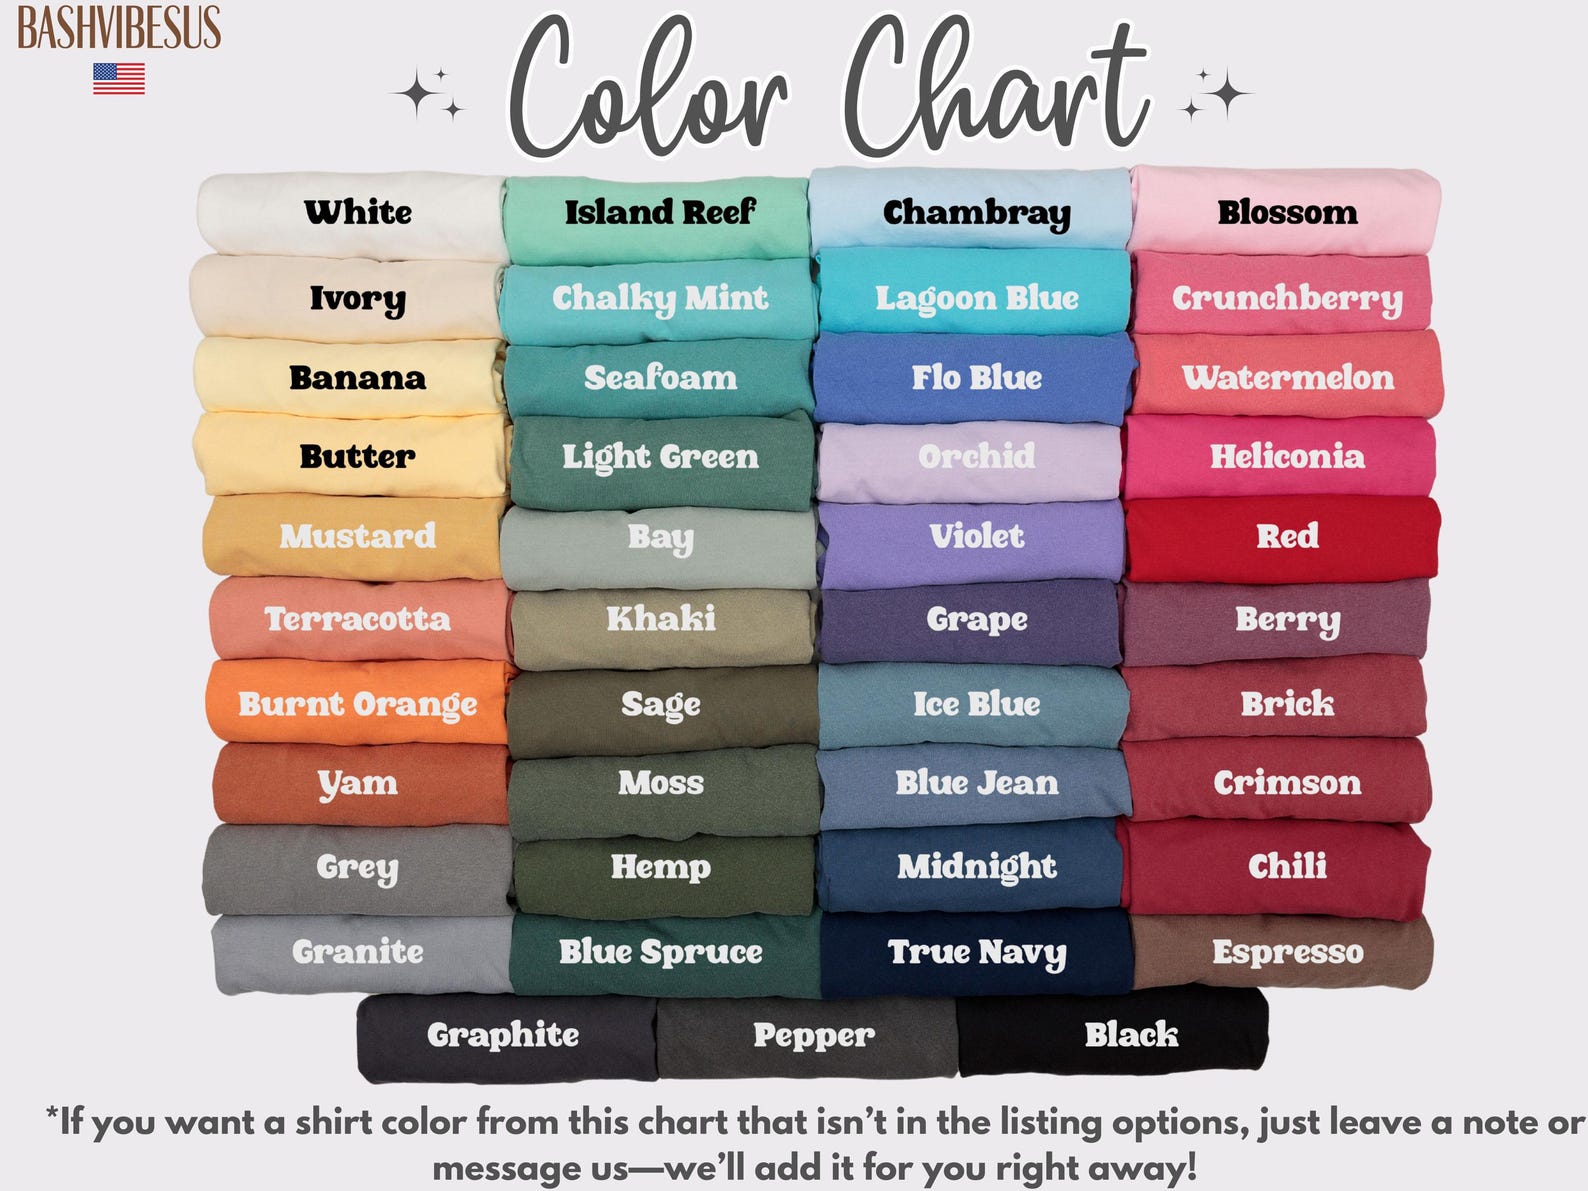 BASHVIBESUS
Color Chart
White
Island Reef
Chambray
Blossom
Ivory
Chalky Mint
Lagoon Blue
Crunchberry
Banana
Seafoam
Flo Blue
Watermelon
Butter
Light Green
Orchid
Heliconia
Mustard
Bay
Violet
Red
Terracotta
Khaki
Grape
Berry
Burnt Orange
Sage
Ice Blue
Brick
Yam
Moss
Blue Jean
Crimson
Grey
Hemp
Midnight
Chili
Granite
Blue Spruce
True Navy
Espresso
Graphite
Pepper
Black
*If you want a shirt color from this chart that isn’t in the listing options, just leave a note or
message us—we’ll add it for you right away!